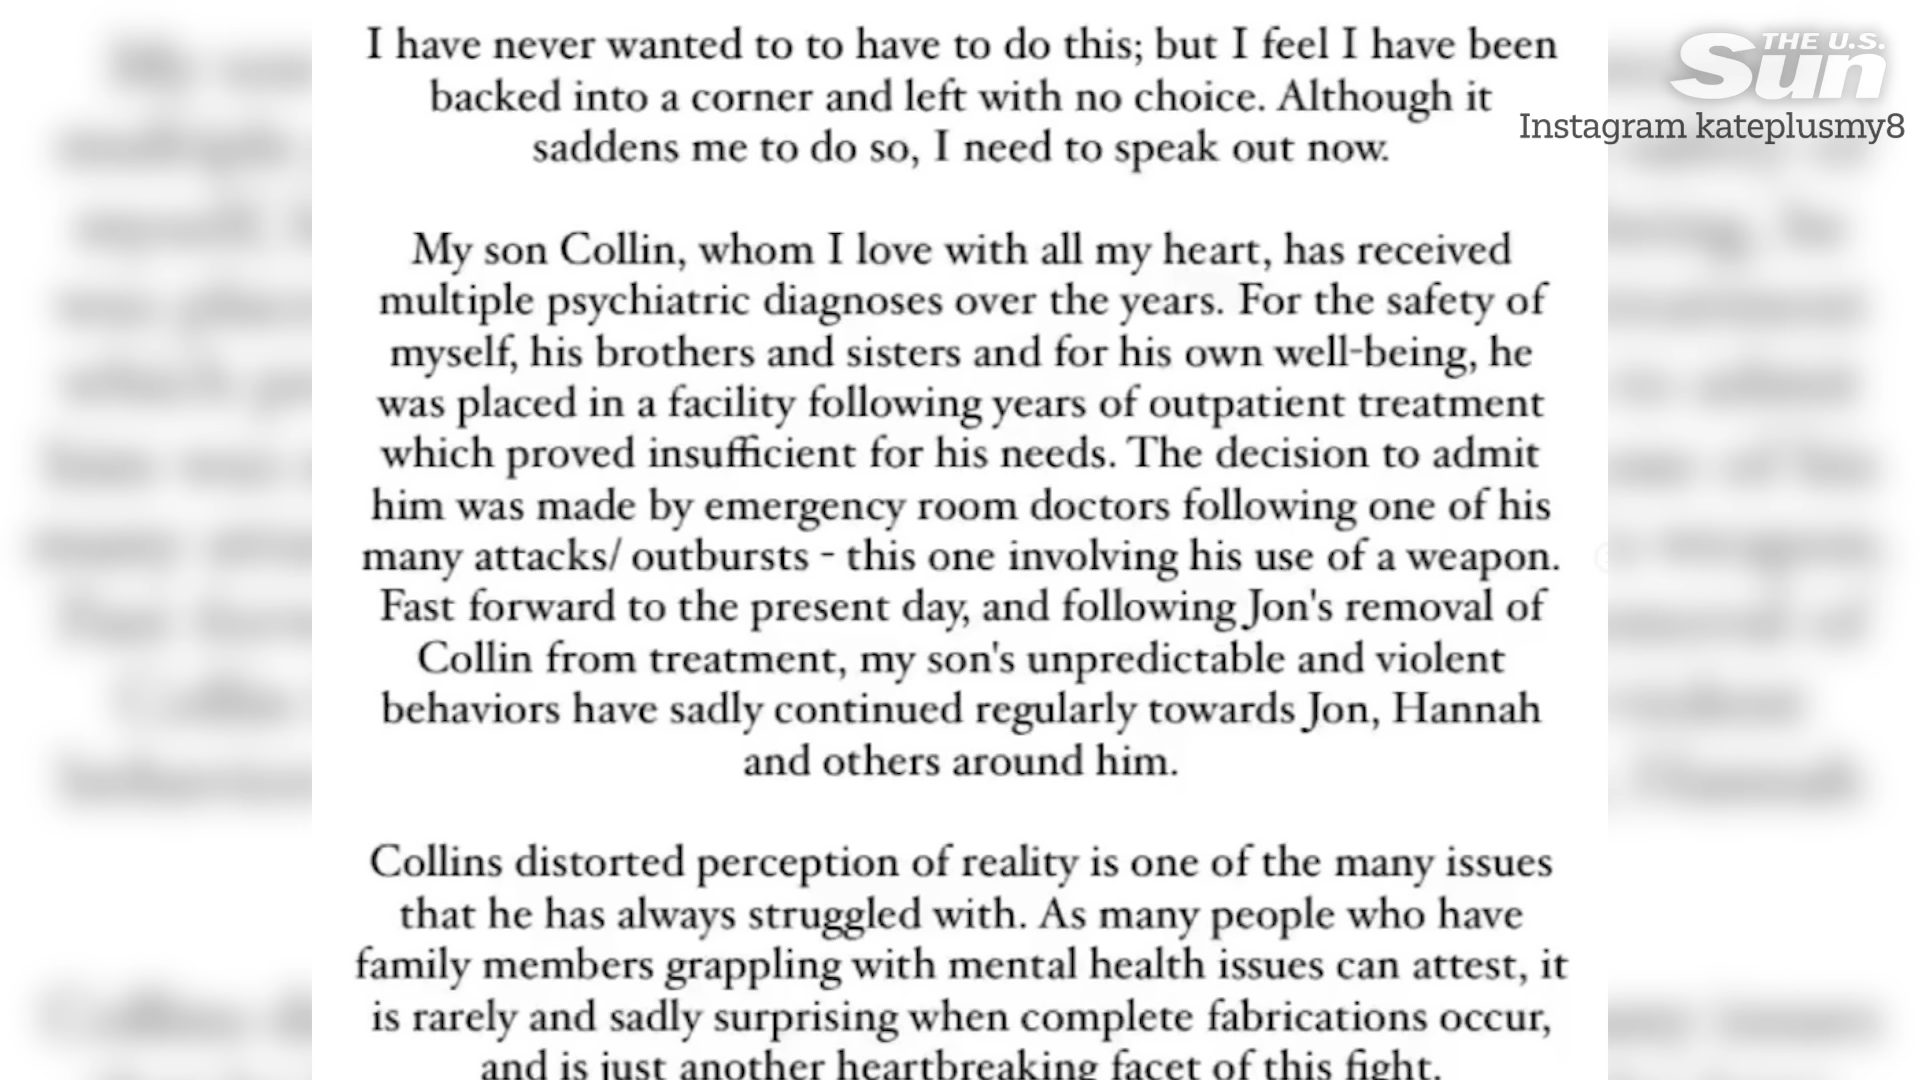 THE U.S.
Sun
Instagram kateplusmy8
I have never wanted to to have to do this; but I feel I have been
backed into a corner and left with no choice. Although it
saddens me to do so, I need to speak out now.
My son Collin, whom I love with all my heart, has received
multiple psychiatric diagnoses over the years. For the safety of
myself, his brothers and sisters and for his own well-being, he
was placed in a facility following years of outpatient treatment
which proved insufficient for his needs. The decision to admit
him was made by emergency room doctors following one of his
many attacks/ outbursts - this one involving his use of a weapon.
Fast forward to the present day, and following Jon's removal of
Collin from treatment, my son's unpredictable and violent
behaviors have sadly continued regularly towards Jon, Hannah
and others around him.
Collins distorted perception of reality is one of the many issues
that he has always struggled with. As many people who have
family members grappling with mental health issues can attest, it
is rarely and sadly surprising when complete fabrications occur,
and is just another heartbreaking facet of this fight.